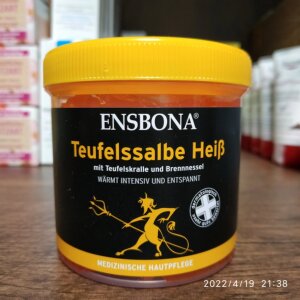 ENSBONA®
Teufelssalbe Heiß
mit Teufelskralle und Brennnessel
WÄRMT INTENSIV UND ENTSPANNT
MEDIZINISCHE HAUTPFLEGE
2022/4/19 21:38